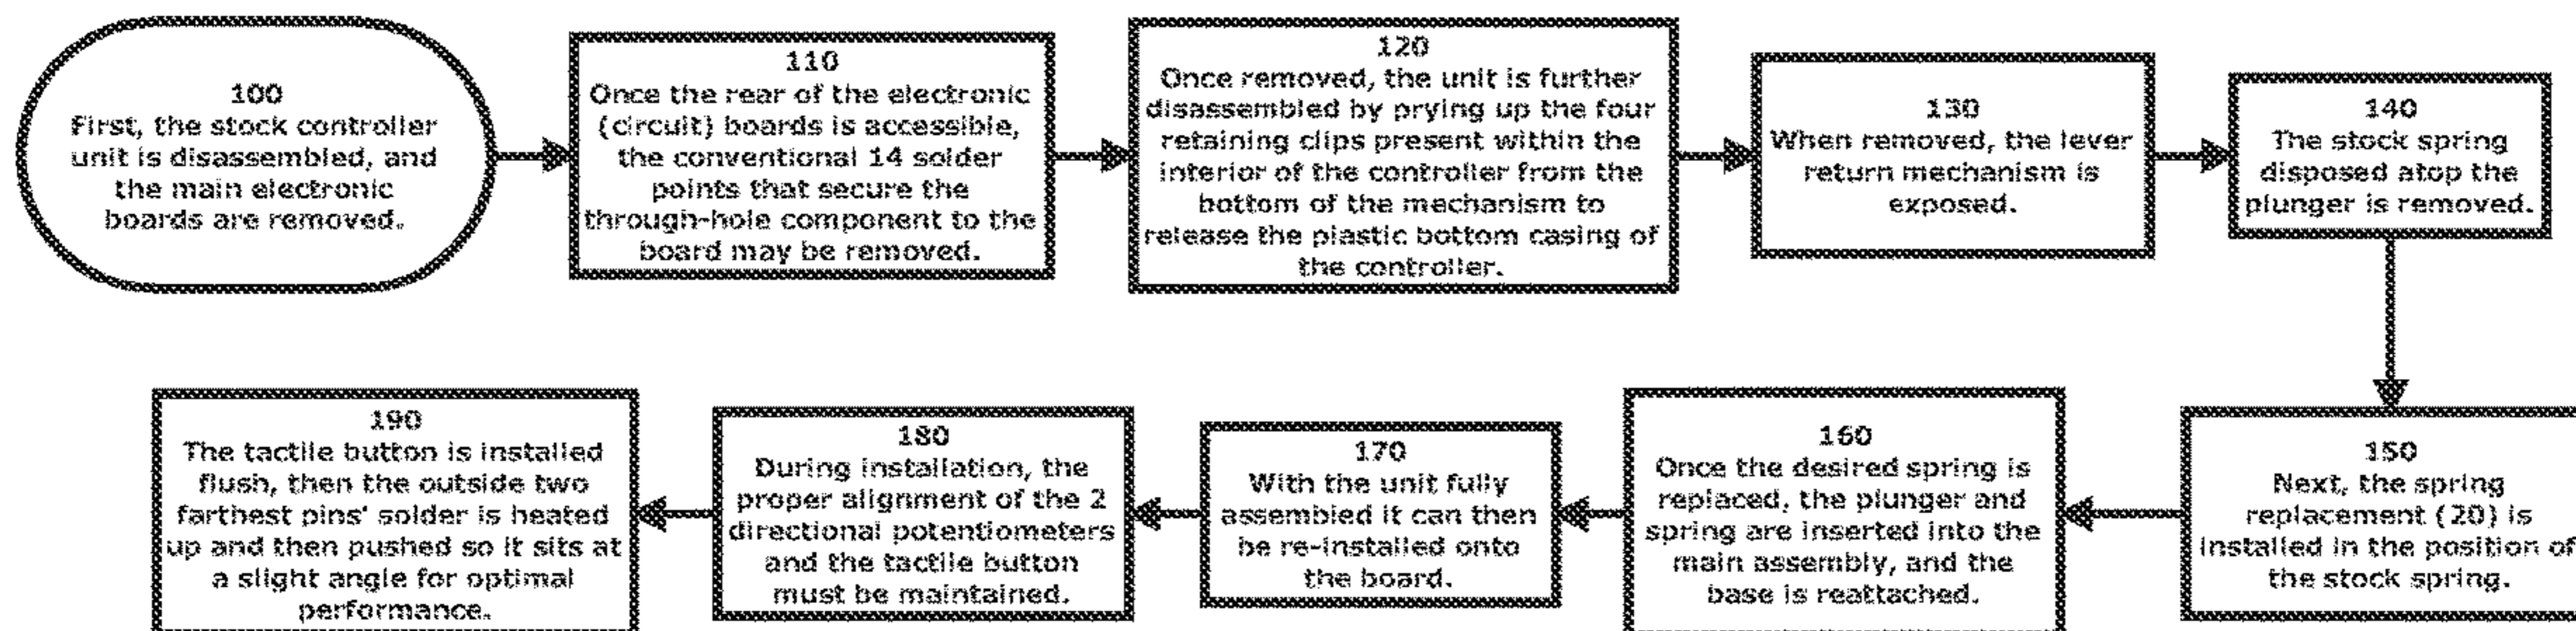 100
First, the stock controller
unit is disassembled, and
the main electronic
boards are removed.
110
Once the rear of the electronic
(circuit) boards is accessible,
the conventional 14 solder
points that secure the
through-hole component to the
board may be removed.
120
Once removed, the unit is further
disassembled by prying up the four
retaining clips present within the
interior of the controller from the
bottom of the mechanism to
release the plastic bottom casing of
the controller.
130
When removed, the lever
return mechanism is
exposed.
140
The stock spring
disposed atop the
plunger is removed.
150
Next, the spring
replacement (20) is
installed in the position of
the stock spring.
160
Once the desired spring is
replaced, the plunger and
spring are inserted into the
main assembly, and the
base is reattached.
170
With the unit fully
assembled it can then
be re-installed onto
the board.
180
During installation, the
proper alignment of the 2
directional potentiometers
and the tactile button
must be maintained.
190
The tactile button is installed
flush, then the outside two
farthest pins' solder is heated
up and then pushed so it sits at
a slight angle for optimal
performance.